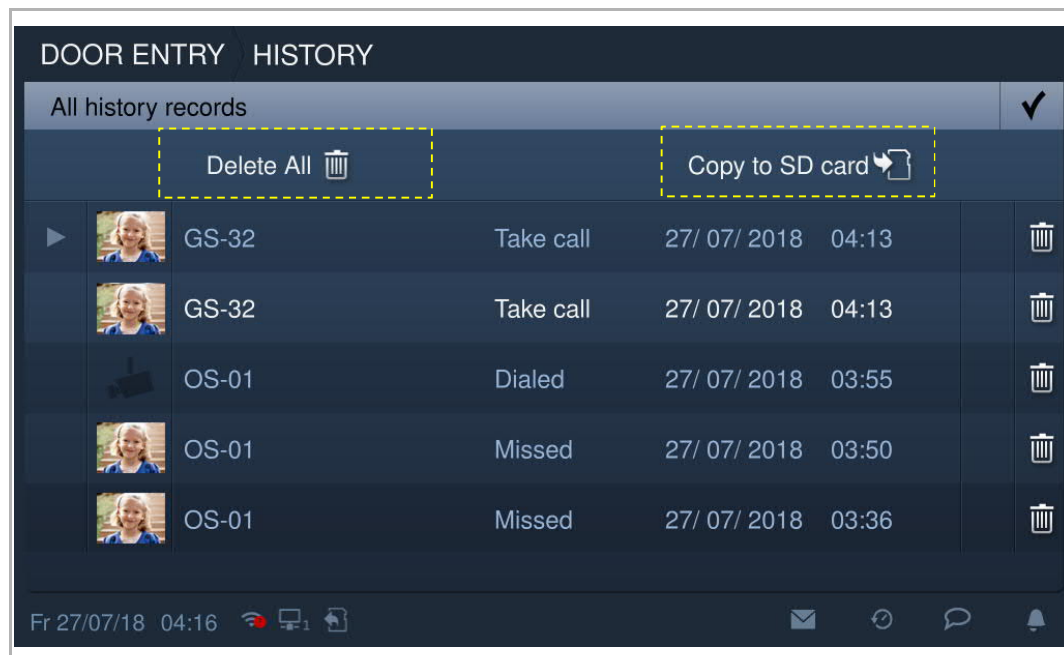 DOOR ENTRY HISTORY
All history records
Delete All Copy to SD card
GS-32 Take call 27/ 07/ 2018 04:13
GS-32 Take call 27/ 07/ 2018 04:13
OS-01 Dialed 27/ 07/ 2018 03:55
OS-01 Missed 27/ 07/ 2018 03:50
OS-01 Missed 27/ 07/ 2018 03:36
Fr 27/07/18 04:16 1